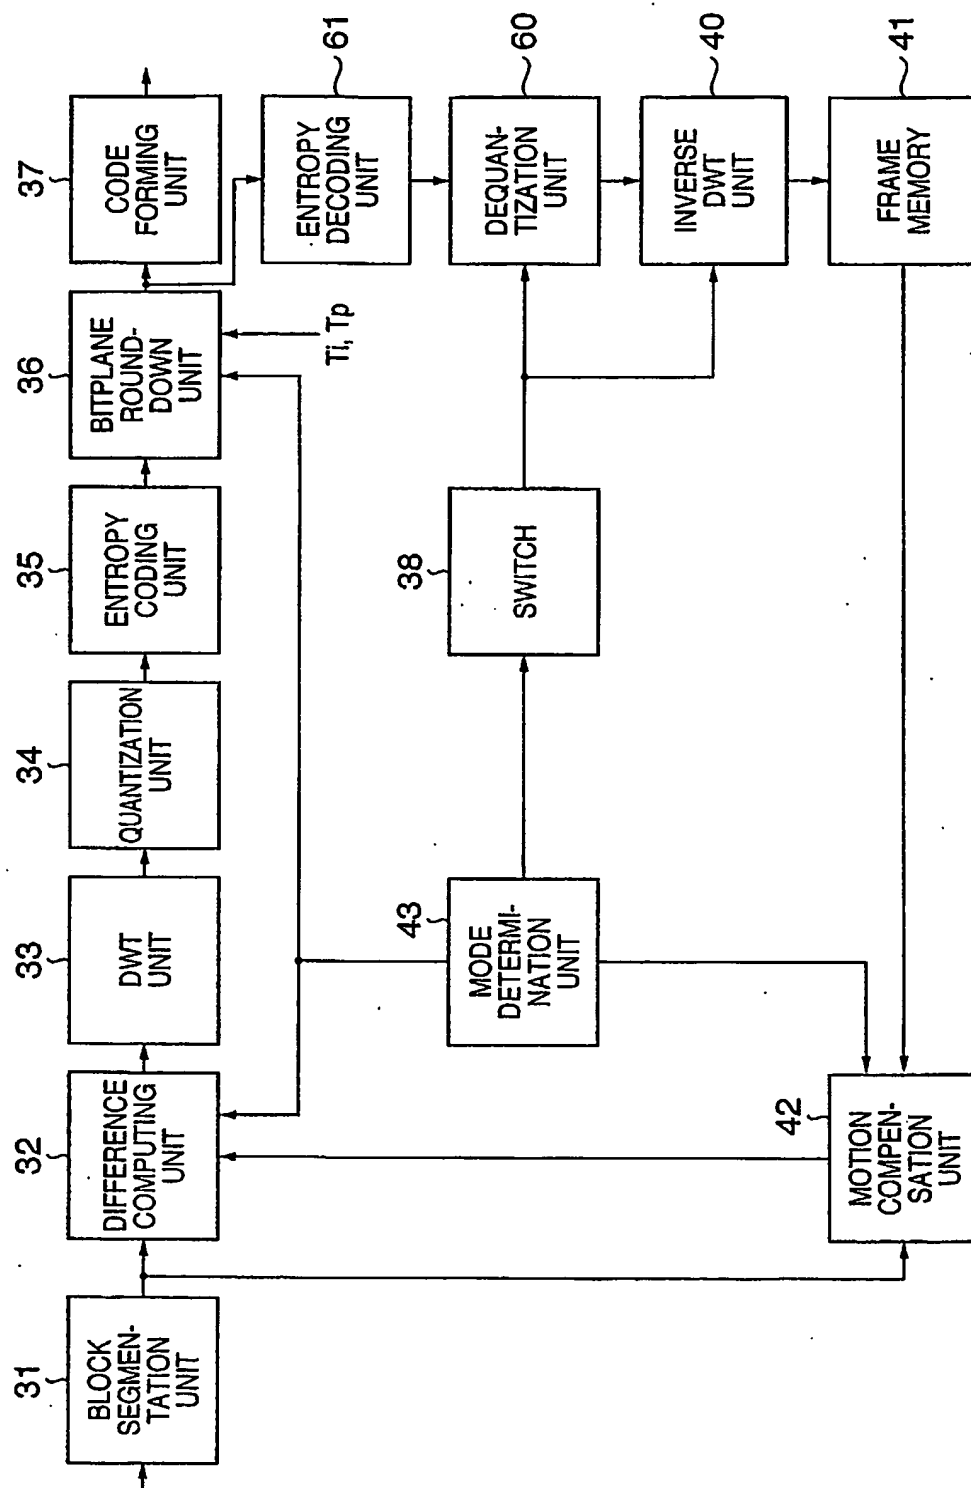 31
BLOCK
SEGMEN-
TATION
UNIT
32
DIFFERENCE
COMPUTING
UNIT
33
DWT
UNIT
34
QUANTIZATION
UNIT
35
ENTROPY
CODING
UNIT
36
BITPLANE
ROUND-
DOWN
UNIT
Ti, Tp
37
CODE
FORMING
UNIT
61
ENTROPY
DECODING
UNIT
43
MODE
DETERMI-
NATION
UNIT
38
SWITCH
60
DEQUAN-
TIZATION
UNIT
40
INVERSE
DWT
UNIT
42
MOTION
COMPEN-
SATION
UNIT
41
FRAME
MEMORY